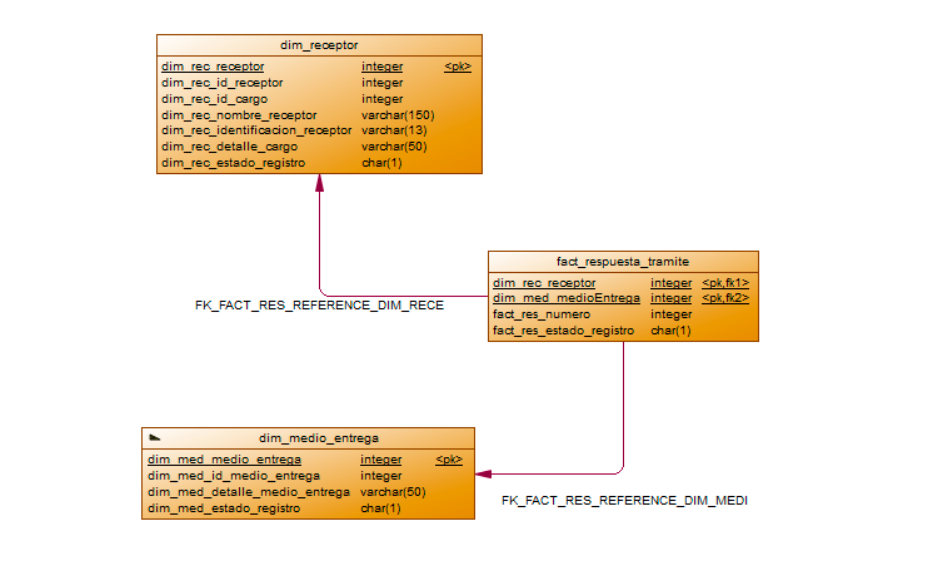 dim_receptor
dim_rec_receptor integer <pk>
dim_rec_id_receptor integer
dim_rec_id_cargo integer
dim_rec_nombre_receptor varchar(150)
dim_rec_identificacion_receptor varchar(13)
dim_rec_detalle_cargo varchar(50)
dim_rec_estado_registro char(1)
fact_respuesta_tramite
dim_rec_receptor integer <pk,fk1>
dim_med_medioEntrega integer <pk,fk2>
fact_res_numero integer
fact_res_estado_registro char(1)
FK_FACT_RES_REFERENCE_DIM_RECE
dim_medio_entrega
dim_med_medio_entrega integer <pk>
dim_med_id_medio_entrega integer
dim_med_detalle_medio_entrega varchar(50)
dim_med_estado_registro char(1)
FK_FACT_RES_REFERENCE_DIM_MEDI